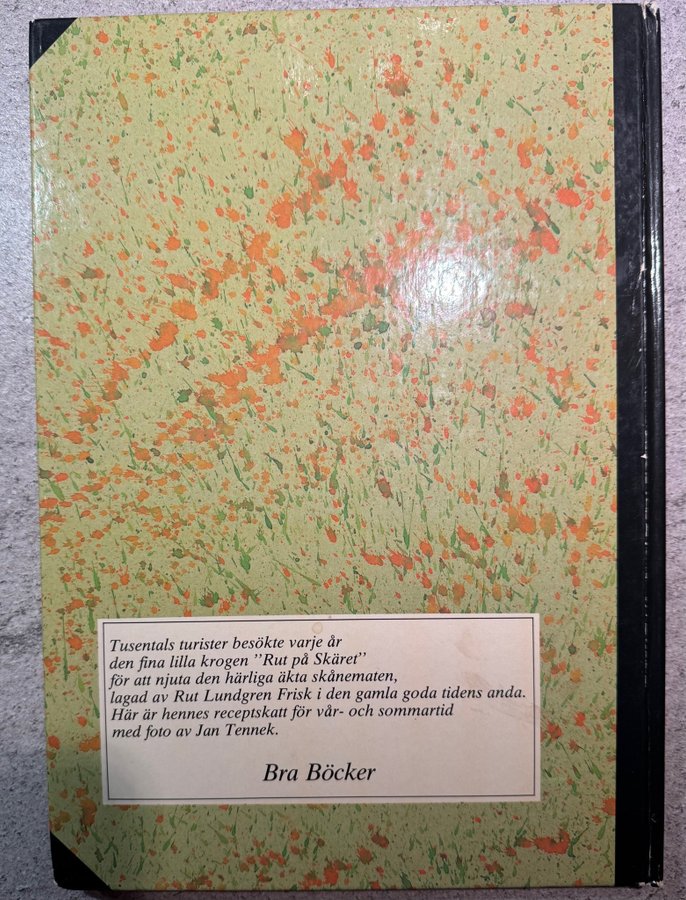 Tusentals turister besökte varje år
den fina lilla krogen ”Rut på Skäret”
för att njuta den härliga äkta skånematen,
lagad av Rut Lundgren Frisk i den gamla goda tidens anda.
Här är hennes receptskatt för vår- och sommartid
med foto av Jan Tennek.
Bra Böcker